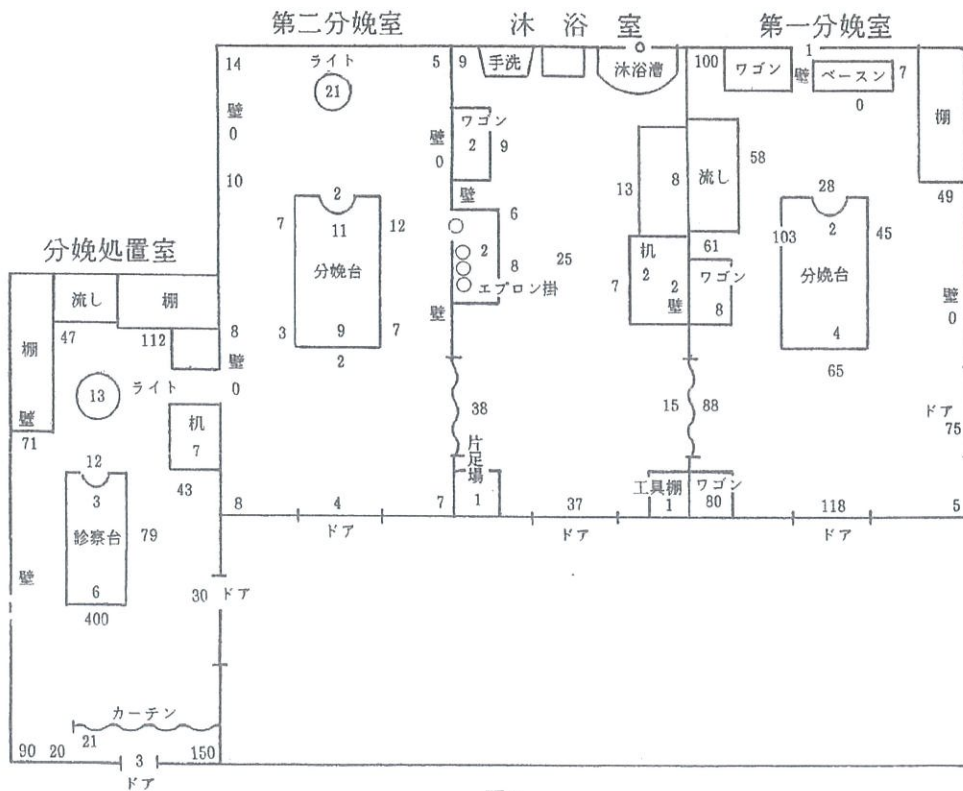 第二分娩室
沐浴室
第一分娩室
14
ライト
5
9
手洗
沐浴漕
100
ワゴン
1
壁
ベースン
7
21
0
棚
壁
0
ワゴン
2
9
壁
0
58
10
2
壁
13
8
流し
28
49
7
11
12
6
2
8
25
103
2
45
分娩台
エプロン掛
61
分娩台
分娩処置室
机
2
2
7
ワゴン
壁
0
流し
棚
壁
壁
8
棚
47
112
8
3
9
7
4
壁
0
2
65
13
ライト
ドア
75
机
7
38
15
88
壁
71
12
43
片足場
3
8
4
7
1
37
工具棚
1
ワゴン
80
118
5
診察台
79
ドア
ドア
ドア
壁
6
30
ドア
400
カーテン
21
90
20
3
150
ドア